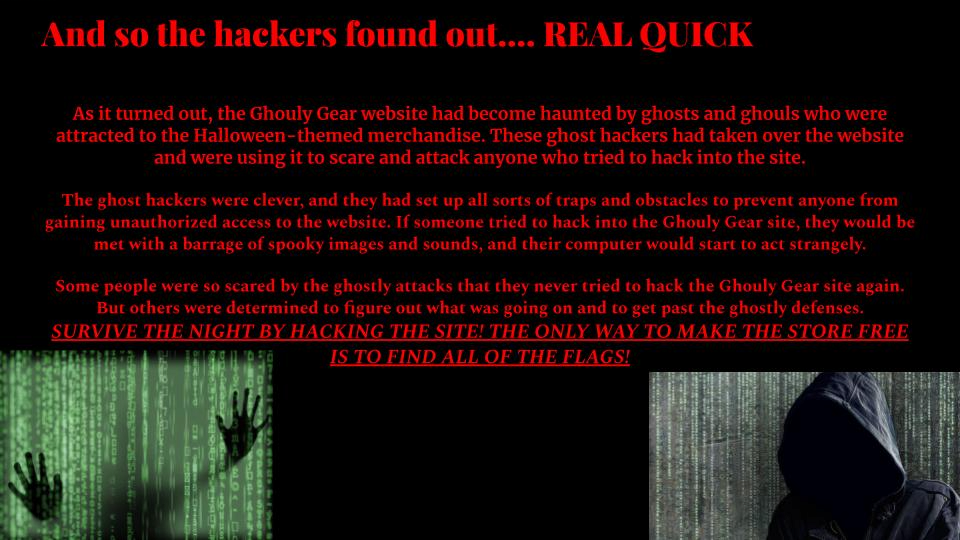 And so the hackers found out.... REAL QUICK
As it turned out, the Ghouly Gear website had become haunted by ghosts and ghouls who were
attracted to the Halloween-themed merchandise. These ghost hackers had taken over the website
and were using it to scare and attack anyone who tried to hack into the site.
The ghost hackers were clever, and they had set up all sorts of traps and obstacles to prevent anyone from
gaining unauthorized access to the website. If someone tried to hack into the Ghouly Gear site, they would be
met with a barrage of spooky images and sounds, and their computer would start to act strangely.
Some people were so scared by the ghostly attacks that they never tried to hack the Ghouly Gear site again.
But others were determined to figure out what was going on and to get past the ghostly defenses.
SURVIVE THE NIGHT BY HACKING THE SITE! THE ONLY WAY TO MAKE THE STORE FREE
IS TO FIND ALL OF THE FLAGS!